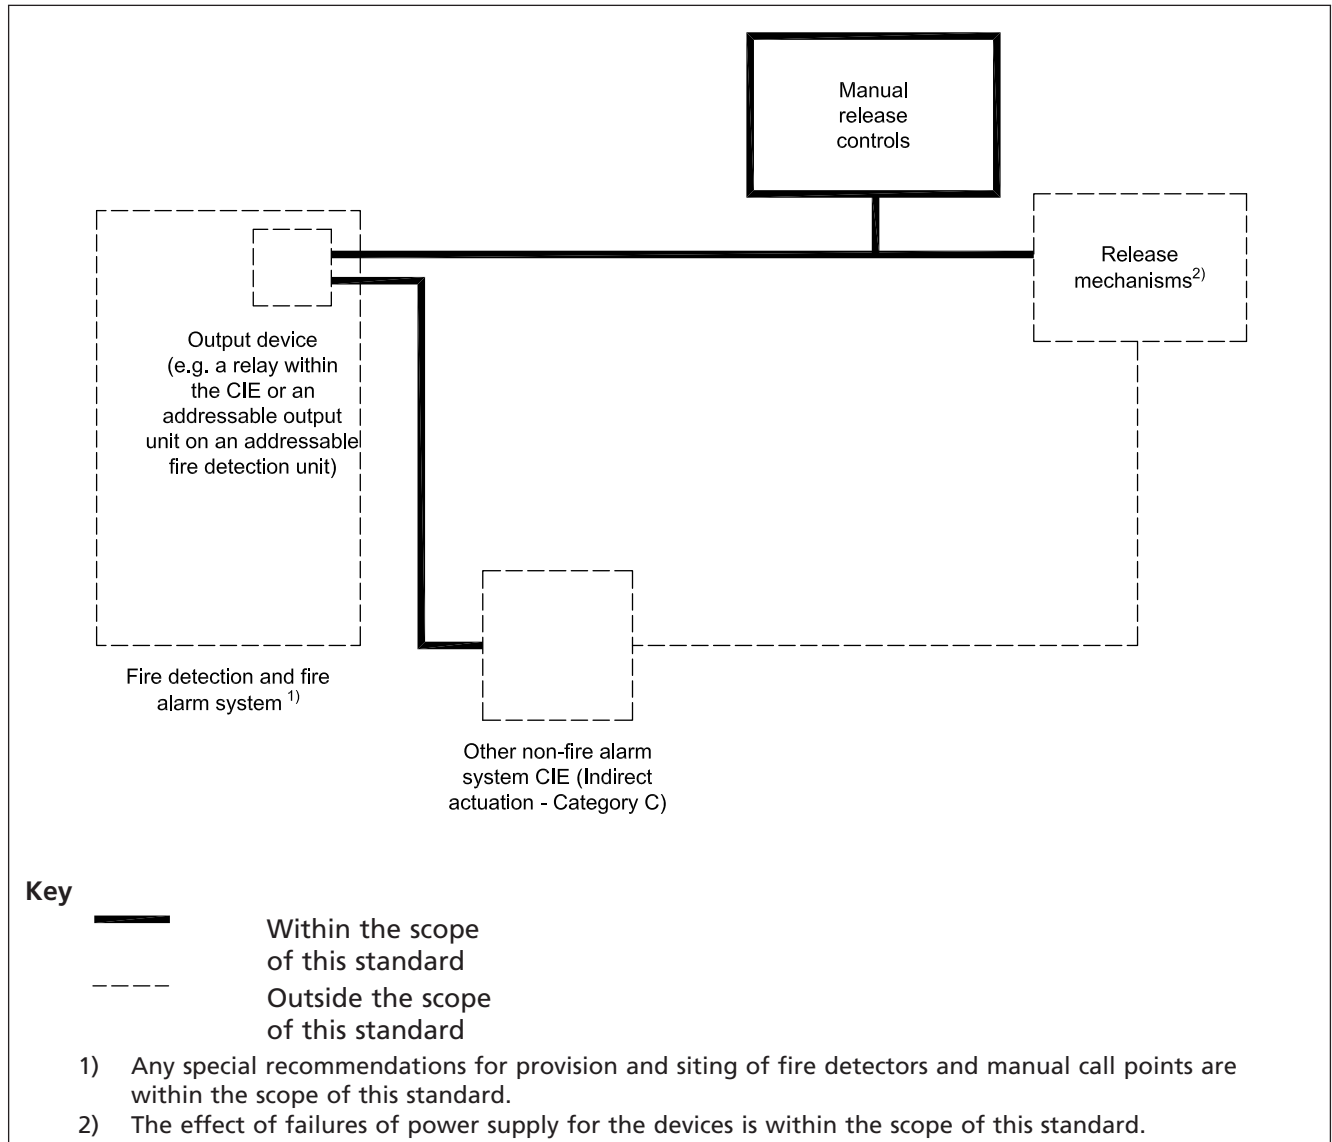 Manual
release
controls
Release
mechanisms2)
Output device
(e.g. a relay within
the CIE or an
addressable output
unit on an addressable
fire detection unit)
Fire detection and fire
alarm system 1)
Other non-fire alarm
system CIE (Indirect
actuation - Category C)
Key
Within the scope
of this standard
Outside the scope
of this standard
1) Any special recommendations for provision and siting of fire detectors and manual call points are
within the scope of this standard.
2) The effect of failures of power supply for the devices is within the scope of this standard.